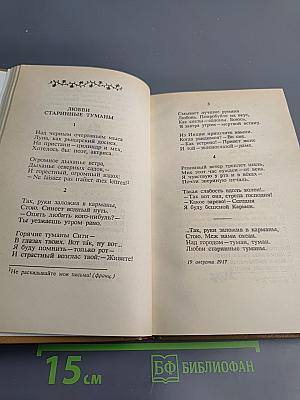 ЛЮБВИ
СТАРИННЫЕ ТУМАНЫ
1
Над черным очертаньем мыса
Луна, как рыцарский доспех.
На пристани — цилиндр и мех,
Хотелось бы: поэт, актриса.
Огромное дыханье ветра,
Дыханье северных садов, —
И горестный, огромный вздох:
— Ne laissez pas traîner mes lettres!¹
2
Так, руки заложив в карманы,
Стою. Синеет водный путь.
— Опять любить кого-нибудь? —
Ты уезжаешь утром рано.
Горячие туманы Сити —
В глазах твоих. Вот так, ну вот...
Я буду помнить — только рот —
И страстный возглас твой: — Живите!
¹ Не раскидывайте мои письма! (франц.)
3
Смывает лучшие румяна
Любовь. Попробуйте на вкус,
Как слезы — солоны. Боюсь,
Я завтра утром — мертвой встану.
Из Индии пришлите камни.
Когда увидимся? — Во сне.
— Как ветрено! — Привет жене
И той — зеленоглазой — даме.
4
Ревнивый ветер треплет шаль.
Мне этот час сужден — от века.
Я чувствую у рта и в веках
Почти звериную печаль.
Такая слабость вдоль колен!..
— Так вот она, стрела господня!
— Какое зарево! — Сегодня
Я буду бешеной Кармен.
...Так, руки заложив в карманы,
Стою. Меж нами океан.
Над городом — туман, туман.
Любви старинные туманы.
19 августа 1917
15 СМ
БФ БИБЛИОФАН